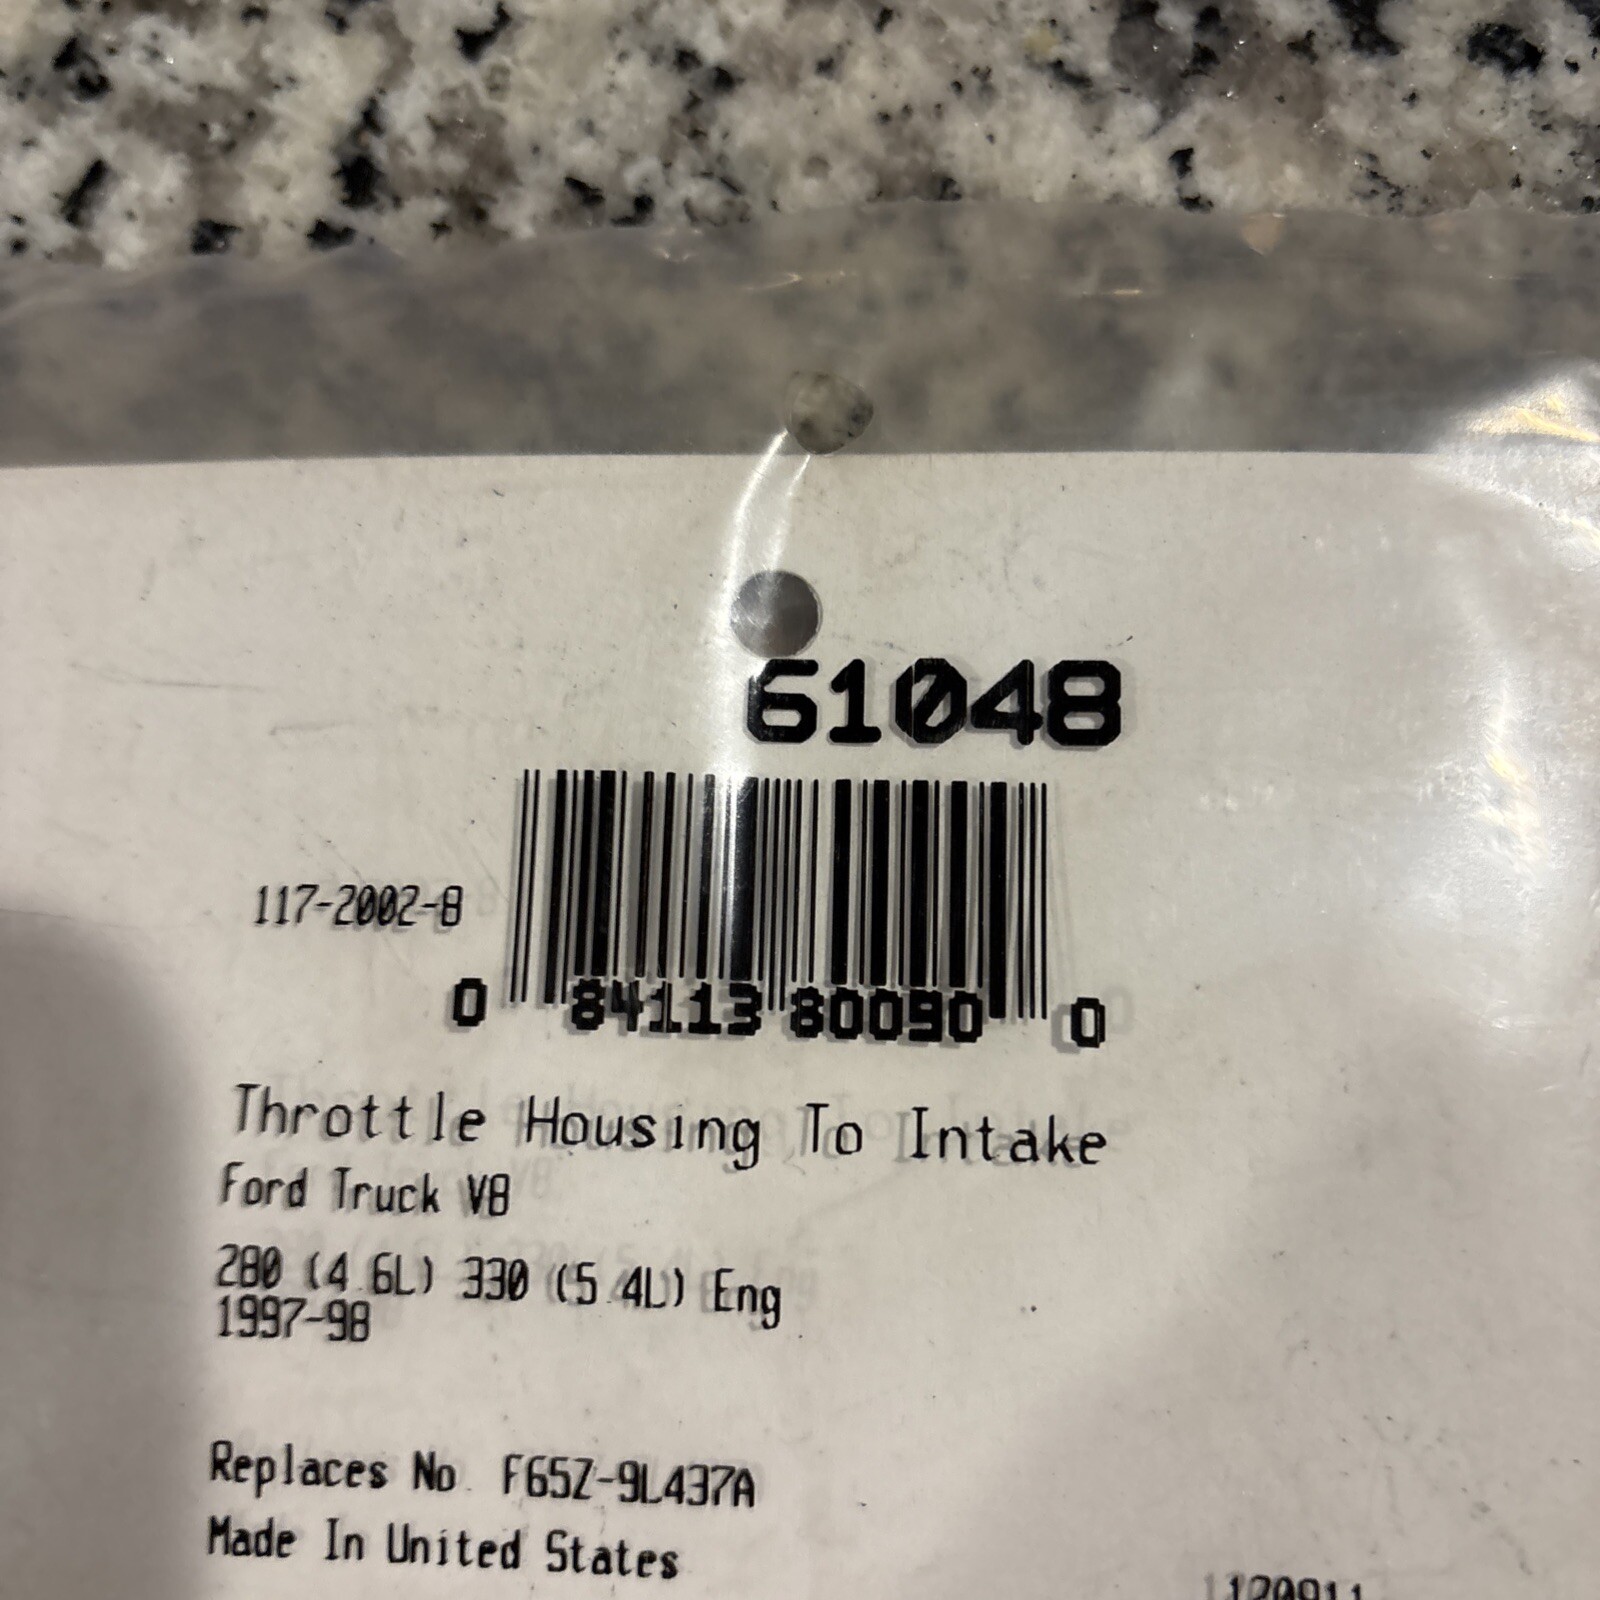 61048
117-2002-8
0 84113 80090 0
Throttle Housing To Intake
Ford Truck V8
280 (4.6L) 330 (5.4L) Eng
1997-98
Replaces No. F65Z-9L437A
Made In United States
120911